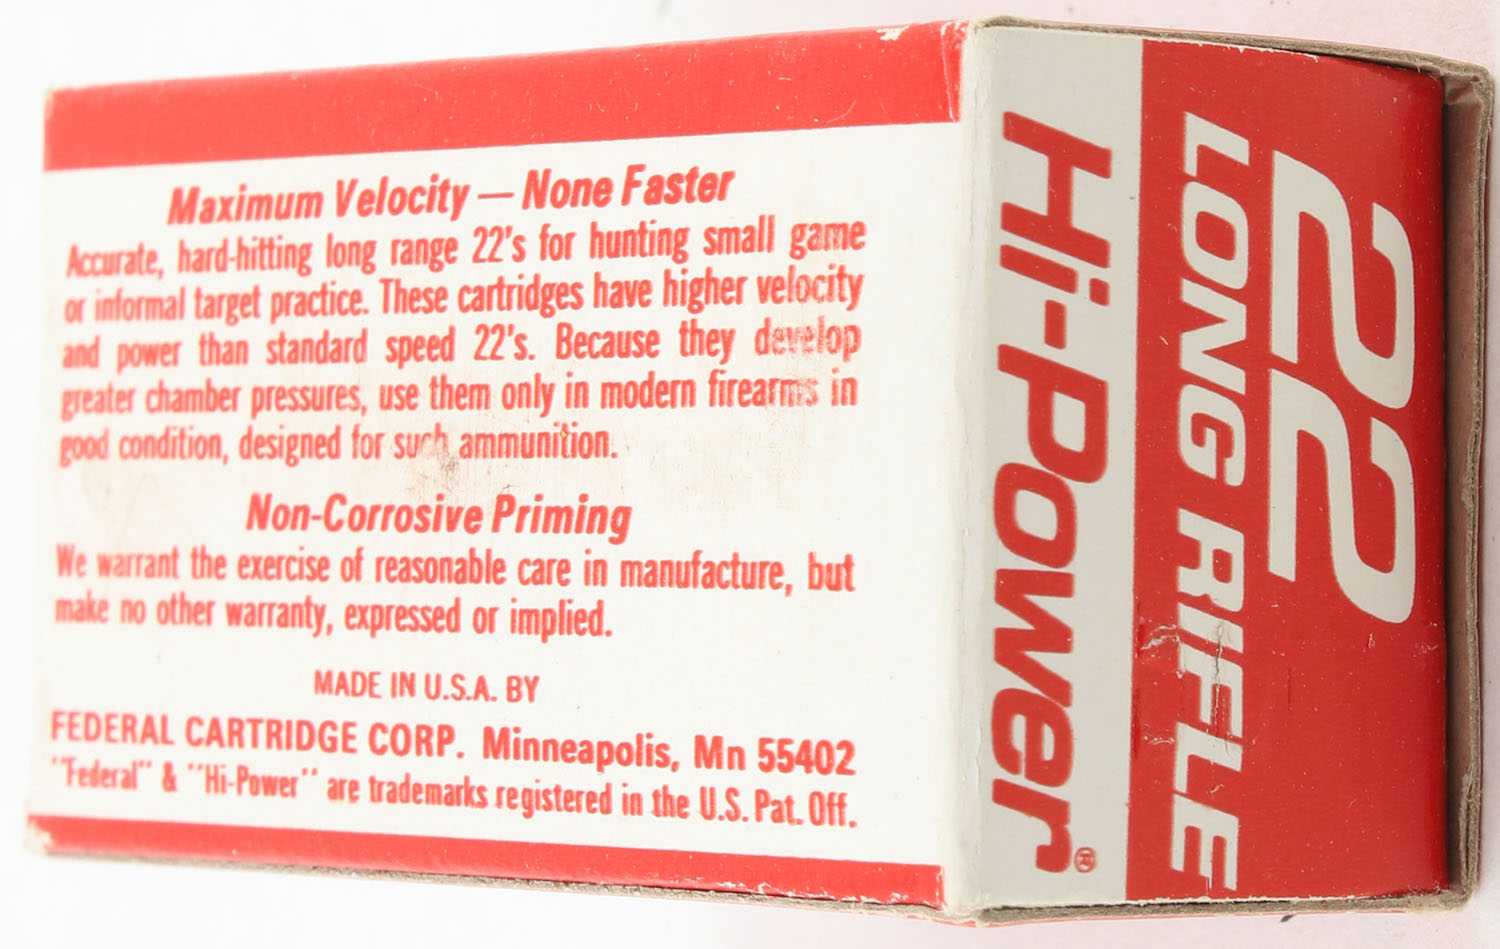 Maximum Velocity — None Faster
Accurate, hard-hitting long range 22's for hunting small game
or informal target practice. These cartridges have higher velocity
and power than standard speed 22's. Because they develop
greater chamber pressures, use them only in modern firearms in
good condition, designed for such ammunition.
Non-Corrosive Priming
We warrant the exercise of reasonable care in manufacture, but
make no other warranty, expressed or implied.
MADE IN U.S.A. BY
FEDERAL CARTRIDGE CORP. Minneapolis, Mn 55402
"Federal" & "Hi-Power" are trademarks registered in the U.S. Pat. Off.
22
LONG RIFLE
Hi-Power®